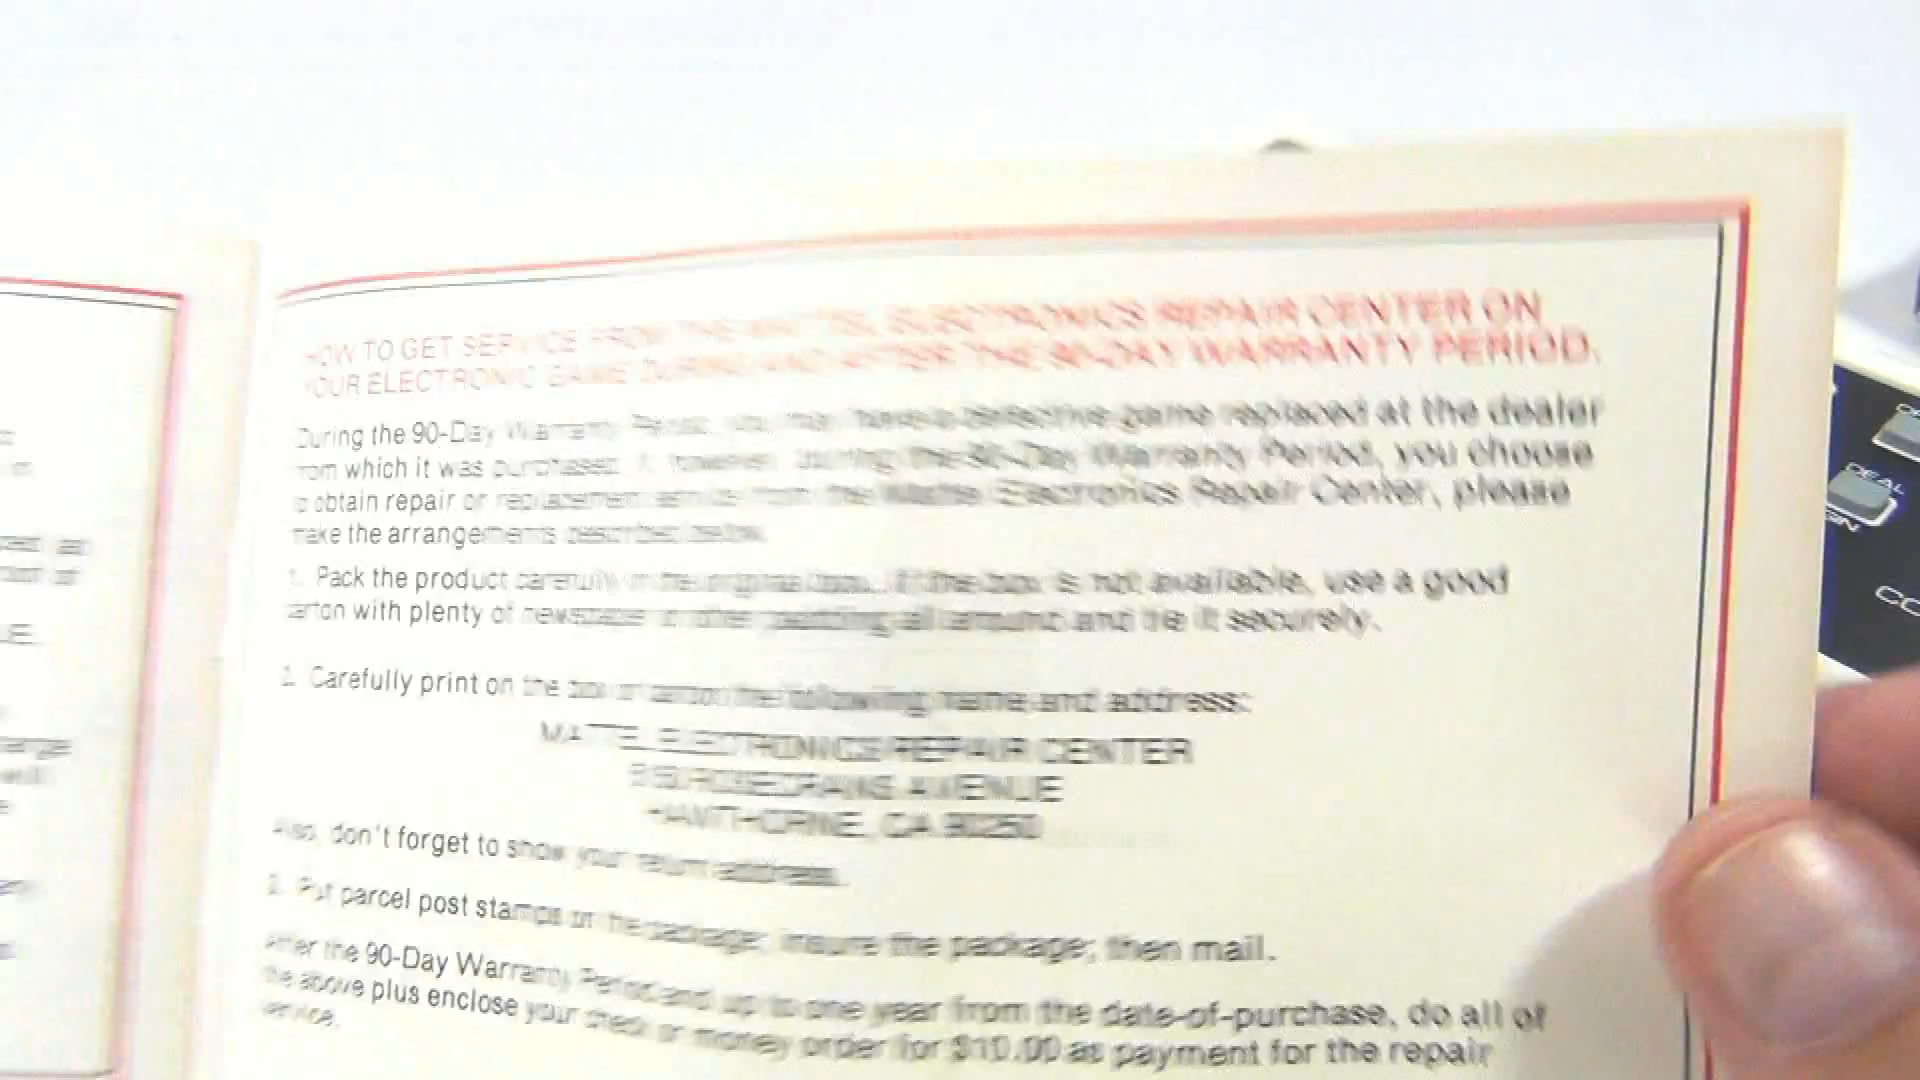 HOW TO GET SERVICE FROM THE MATTEL ELECTRONICS REPAIR CENTER ON
YOUR ELECTRONIC GAME DURING AND AFTER THE 90-DAY WARRANTY PERIOD.
During the 90-Day Warranty Period, you may have a defective game replaced at the dealer
from which it was purchased. If, however, during the 90-Day Warranty Period, you choose
to obtain repair or replacement service from the Mattel Electronics Repair Center, please
make the arrangements described below.
1. Pack the product carefully in the original box. If the box is not available, use a good
carton with plenty of newspaper or other padding all around and tie it securely.
2. Carefully print on the box or carton the following name and address:
MATTEL ELECTRONICS REPAIR CENTER
ROSECRANS AVENUE
HAWTHORNE, CA 90250
Also, don't forget to show your return address.
3. Put parcel post stamps on the package; insure the package; then mail.
After the 90-Day Warranty Period and up to one year from the date-of-purchase, do all of
the above plus enclose your check or money order for $10.00 as payment for the repair
service.
DEAL